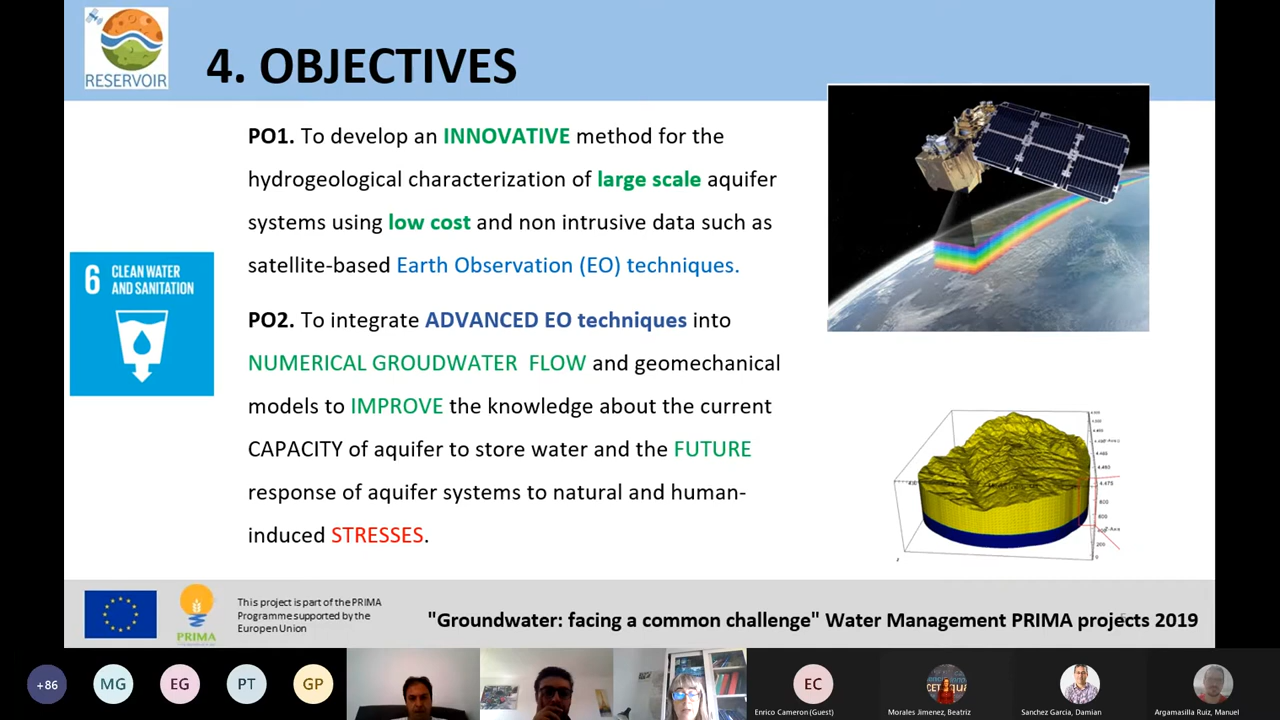 RESERVOIR
4. OBJECTIVES
PO1. To develop an INNOVATIVE method for the
hydrogeological characterization of large scale aquifer
systems using low cost and non intrusive data such as
satellite-based Earth Observation (EO) techniques.
6 CLEAN WATER
AND SANITATION
PO2. To integrate ADVANCED EO techniques into
NUMERICAL GROUDWATER FLOW and geomechanical
models to IMPROVE the knowledge about the current
CAPACITY of aquifer to store water and the FUTURE
response of aquifer systems to natural and human-
induced STRESSES.
PRIMA
This project is part of the PRIMA
Programme supported by the
Europen Union
"Groundwater: facing a common challenge" Water Management PRIMA projects 2019
+86
MG
EG
PT
GP
EC
Enrico Cameron (Guest)
Morales Jimenez, Beatriz
Sanchez Garcia, Damian
Argamasilla Ruiz, Manuel